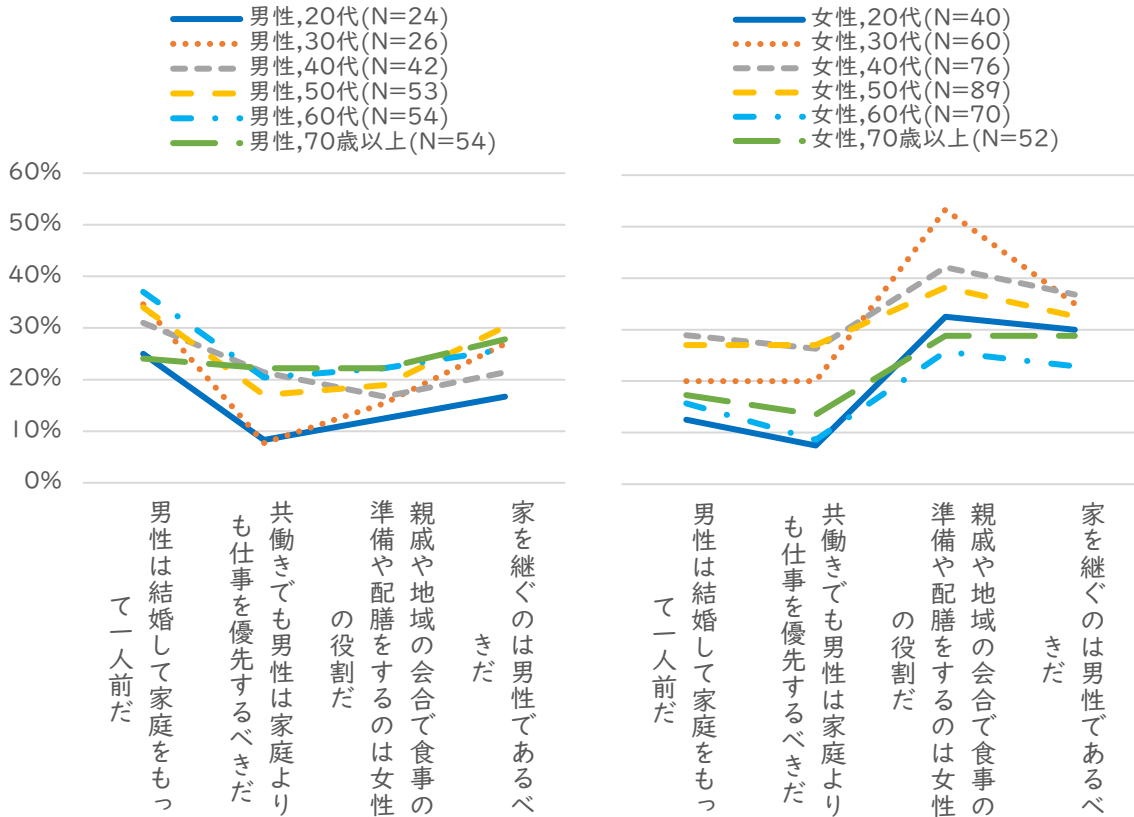 男性,20代(N=24)
男性,30代(N=26)
男性,40代(N=42)
男性,50代(N=53)
男性,60代(N=54)
男性,70歳以上(N=54)
60%
50%
40%
30%
20%
10%
0%
男性は結婚して家庭をもっ
て一人前だ
共働きでも男性は家庭より
も仕事を優先するべきだ
親戚や地域の会合で食事の
準備や配膳をするのは女性
の役割だ
家を継ぐのは男性であるべ
きだ
女性,20代(N=40)
女性,30代(N=60)
女性,40代(N=76)
女性,50代(N=89)
女性,60代(N=70)
女性,70歳以上(N=52)
男性は結婚して家庭をもっ
て一人前だ
共働きでも男性は家庭より
も仕事を優先するべきだ
親戚や地域の会合で食事の
準備や配膳をするのは女性
の役割だ
家を継ぐのは男性であるべ
きだ